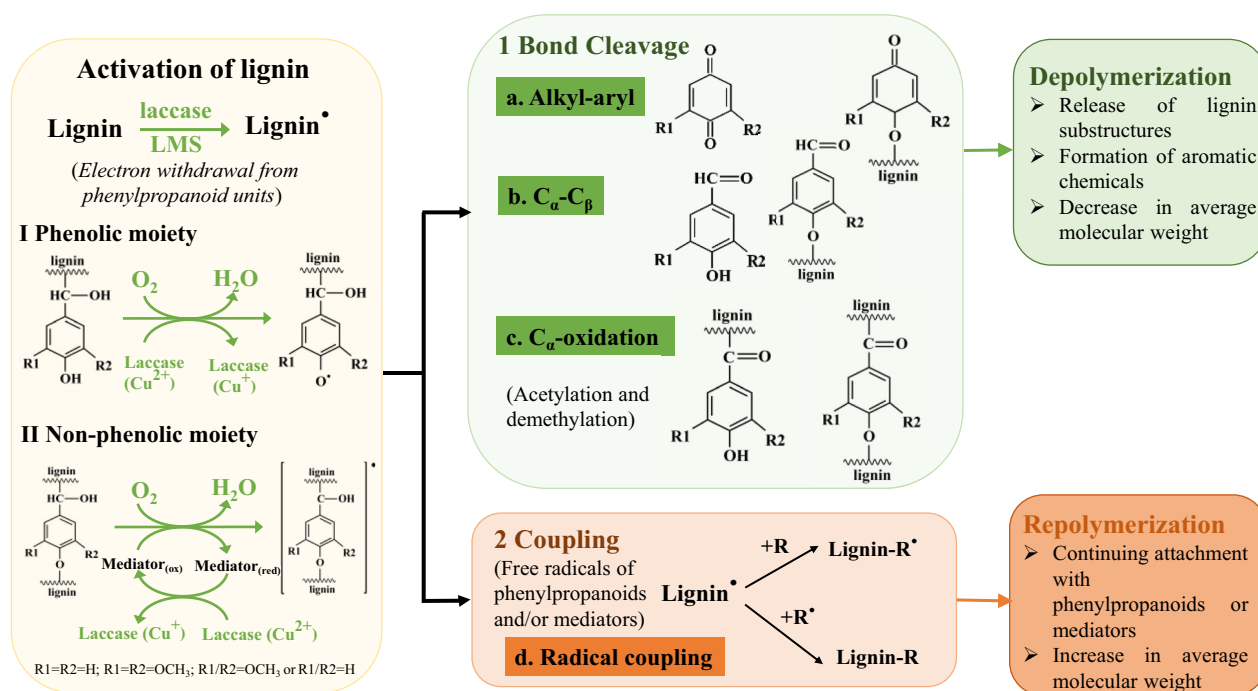 Activation of lignin
Lignin
laccase
LMS
Lignin•
(Electron withdrawal from
phenylpropanoid units)
I Phenolic moiety
lignin
HC—OH
R1
R2
OH
O2
H2O
Laccase
(Cu2+)
Laccase
(Cu+)
lignin
HC—OH
R1
R2
O•
II Non-phenolic moiety
lignin
HC—OH
R1
R2
O
lignin
O2
H2O
Mediator(ox)
Mediator(red)
Laccase (Cu+)
Laccase (Cu2+)
lignin
HC—OH
R1
R2
O
lignin
•
R1=R2=H; R1=R2=OCH3; R1/R2=OCH3 or R1/R2=H
1 Bond Cleavage
a. Alkyl-aryl
O
R1
R2
O
O
R1
R2
O
lignin
b. Cα-Cβ
HC=O
R1
R2
OH
HC=O
R1
R2
O
lignin
c. Cα-oxidation
(Acetylation and
demethylation)
lignin
C=O
R1
R2
OH
lignin
C=O
R1
R2
O
lignin
2 Coupling
(Free radicals of
phenylpropanoids
and/or mediators)
d. Radical coupling
Lignin•
+R
Lignin-R•
+R•
Lignin-R
Depolymerization
➢ Release of lignin
substructures
➢ Formation of aromatic
chemicals
➢ Decrease in average
molecular weight
Repolymerization
➢ Continuing attachment
with
phenylpropanoids or
mediators
➢ Increase in average
molecular weight